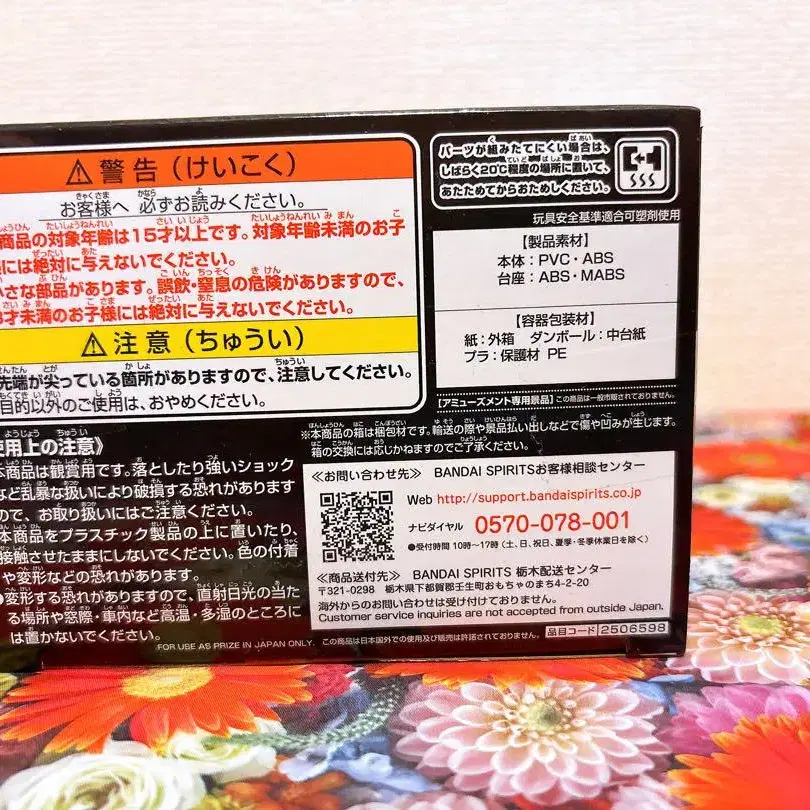 警告（けいこく）
お客様へ 必ずお読みください。
商品の対象年齢は15才以上です。対象年齢未満のお子
には絶対に与えないでください。
さな部品があります。誤飲・窒息の危険がありますので、
才未満のお子様には絶対に与えないでください。
注意（ちゅうい）
先端が尖っている箇所がありますので、注意してください。
目的以外のご使用は、おやめください。
使用上の注意》
本商品は観賞用です。落としたり強いショック
など乱暴な扱いにより破損する恐れがあります
ので、お取り扱いにはご注意ください。
本商品をプラスチック製品の上に置いたり、
接触させたままにしないでください。色の付着
や変形などの恐れがあります。
●変形する恐れがありますので、直射日光の当た
る場所や窓際・車内など高温・多湿のところに
は置かないでください。
パーツが組みたてにくい場合は、
しばらく20℃程度の場所に置いて、
あたためてからおためしください。
玩具安全基準適合可塑剤使用
【製品素材】
本体：PVC・ABS
台座：ABS・MABS
【容器包装材】
紙：外箱 ダンボール：中台紙
プラ：保護材 PE
【アミューズメント専用景品】この商品は一般市販されておりません。
※本商品の箱は梱包材です。輸送の際や景品払い出しなどで傷や凹みが生じます。
箱の交換には応じかねますのでご了承ください。
≪お問い合わせ先≫ BANDAI SPIRITSお客様相談センター
Web http://support.bandaispirits.co.jp
ナビダイヤル 0570-078-001
●受付時間 10時〜17時（土、日、祝日、夏季・冬季休業日を除く）
≪商品送付先≫ BANDAI SPIRITS 栃木配送センター
〒321-0298 栃木県下都賀郡壬生町おもちゃのまち4-2-20
海外からのお問い合わせは受け付けておりません。
Customer service inquiries are not accepted from outside Japan.
FOR USE AS PRIZE IN JAPAN ONLY. この商品は日本国外での使用及び販売は許諾されておりません。 品目コード 2506598